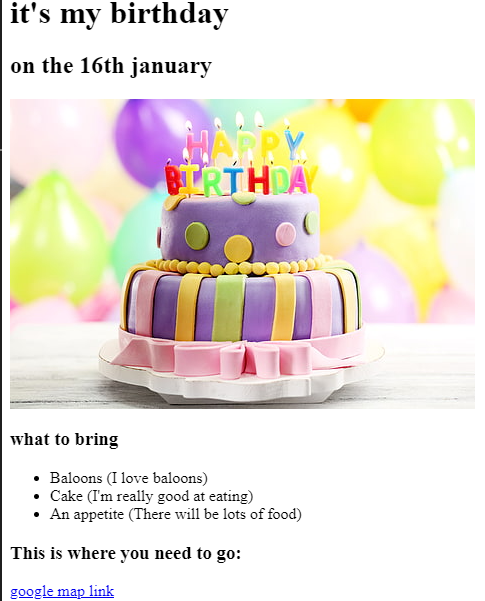 it's my birthday
on the 16th january
HAPPY
BIRTHDAY
what to bring
Baloons (I love baloons)
Cake (I'm really good at eating)
An appetite (There will be lots of food)
This is where you need to go:
google map link